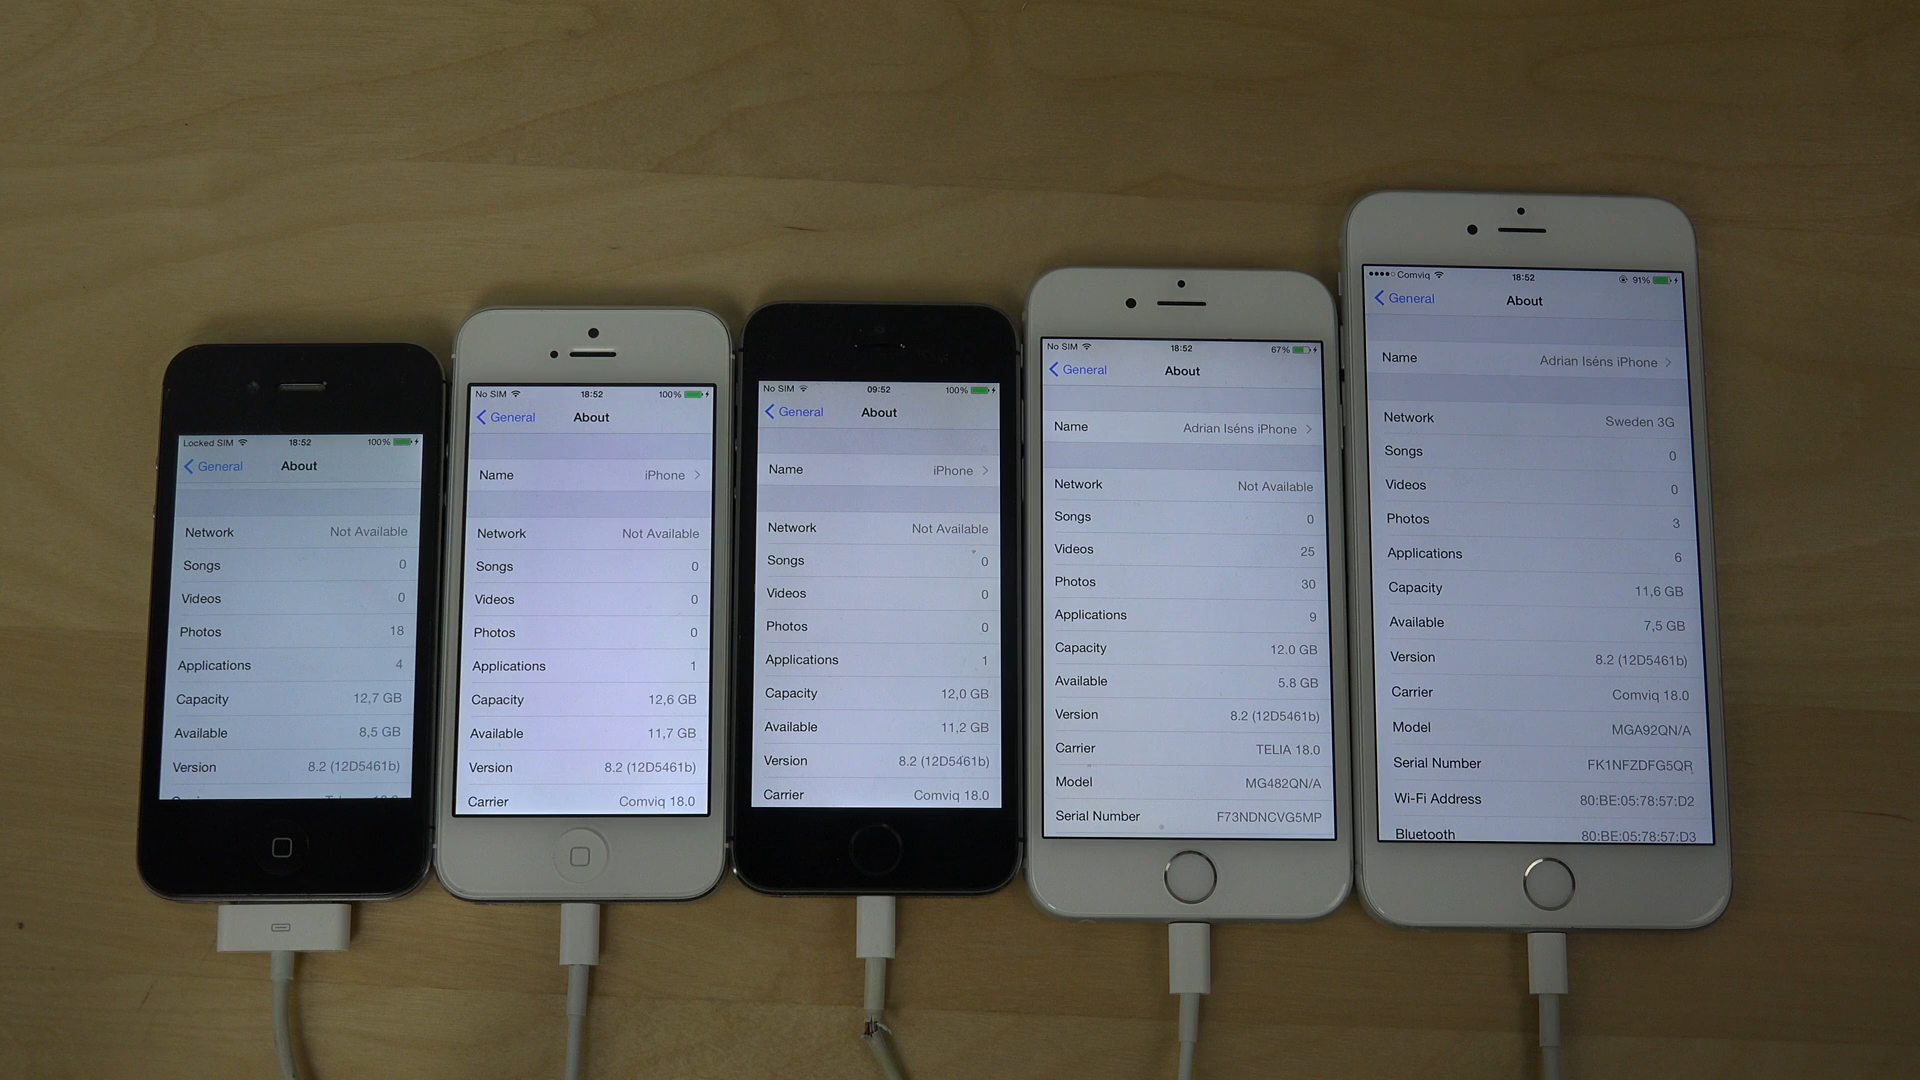 Locked SIM 18:52 100%
General About
Network Not Available
Songs 0
Videos 0
Photos 18
Applications 4
Capacity 12,7 GB
Available 8,5 GB
Version 8.2 (12D5461b)
No SIM 18:52 100%
General About
Name iPhone
Network Not Available
Songs 0
Videos 0
Photos 0
Applications 1
Capacity 12,6 GB
Available 11,7 GB
Version 8.2 (12D5461b)
Carrier Comviq 18.0
No SIM 09:52 100%
General About
Name iPhone
Network Not Available
Songs 0
Videos 0
Photos 0
Applications 1
Capacity 12,0 GB
Available 11,2 GB
Version 8.2 (12D5461b)
Carrier Comviq 18.0
No SIM 18:52 67%
General About
Name Adrian Iséns iPhone
Network Not Available
Songs 0
Videos 25
Photos 30
Applications 9
Capacity 12.0 GB
Available 5.8 GB
Version 8.2 (12D5461b)
Carrier TELIA 18.0
Model MG482QN/A
Serial Number F73NDNCVG5MP
Comviq 18:52 91%
General About
Name Adrian Iséns iPhone
Network Sweden 3G
Songs 0
Videos 0
Photos 3
Applications 6
Capacity 11,6 GB
Available 7,5 GB
Version 8.2 (12D5461b)
Carrier Comviq 18.0
Model MGA92QN/A
Serial Number FK1NFZDFG5QR
Wi-Fi Address 80:BE:05:78:57:D2
Bluetooth 80:BE:05:78:57:D3